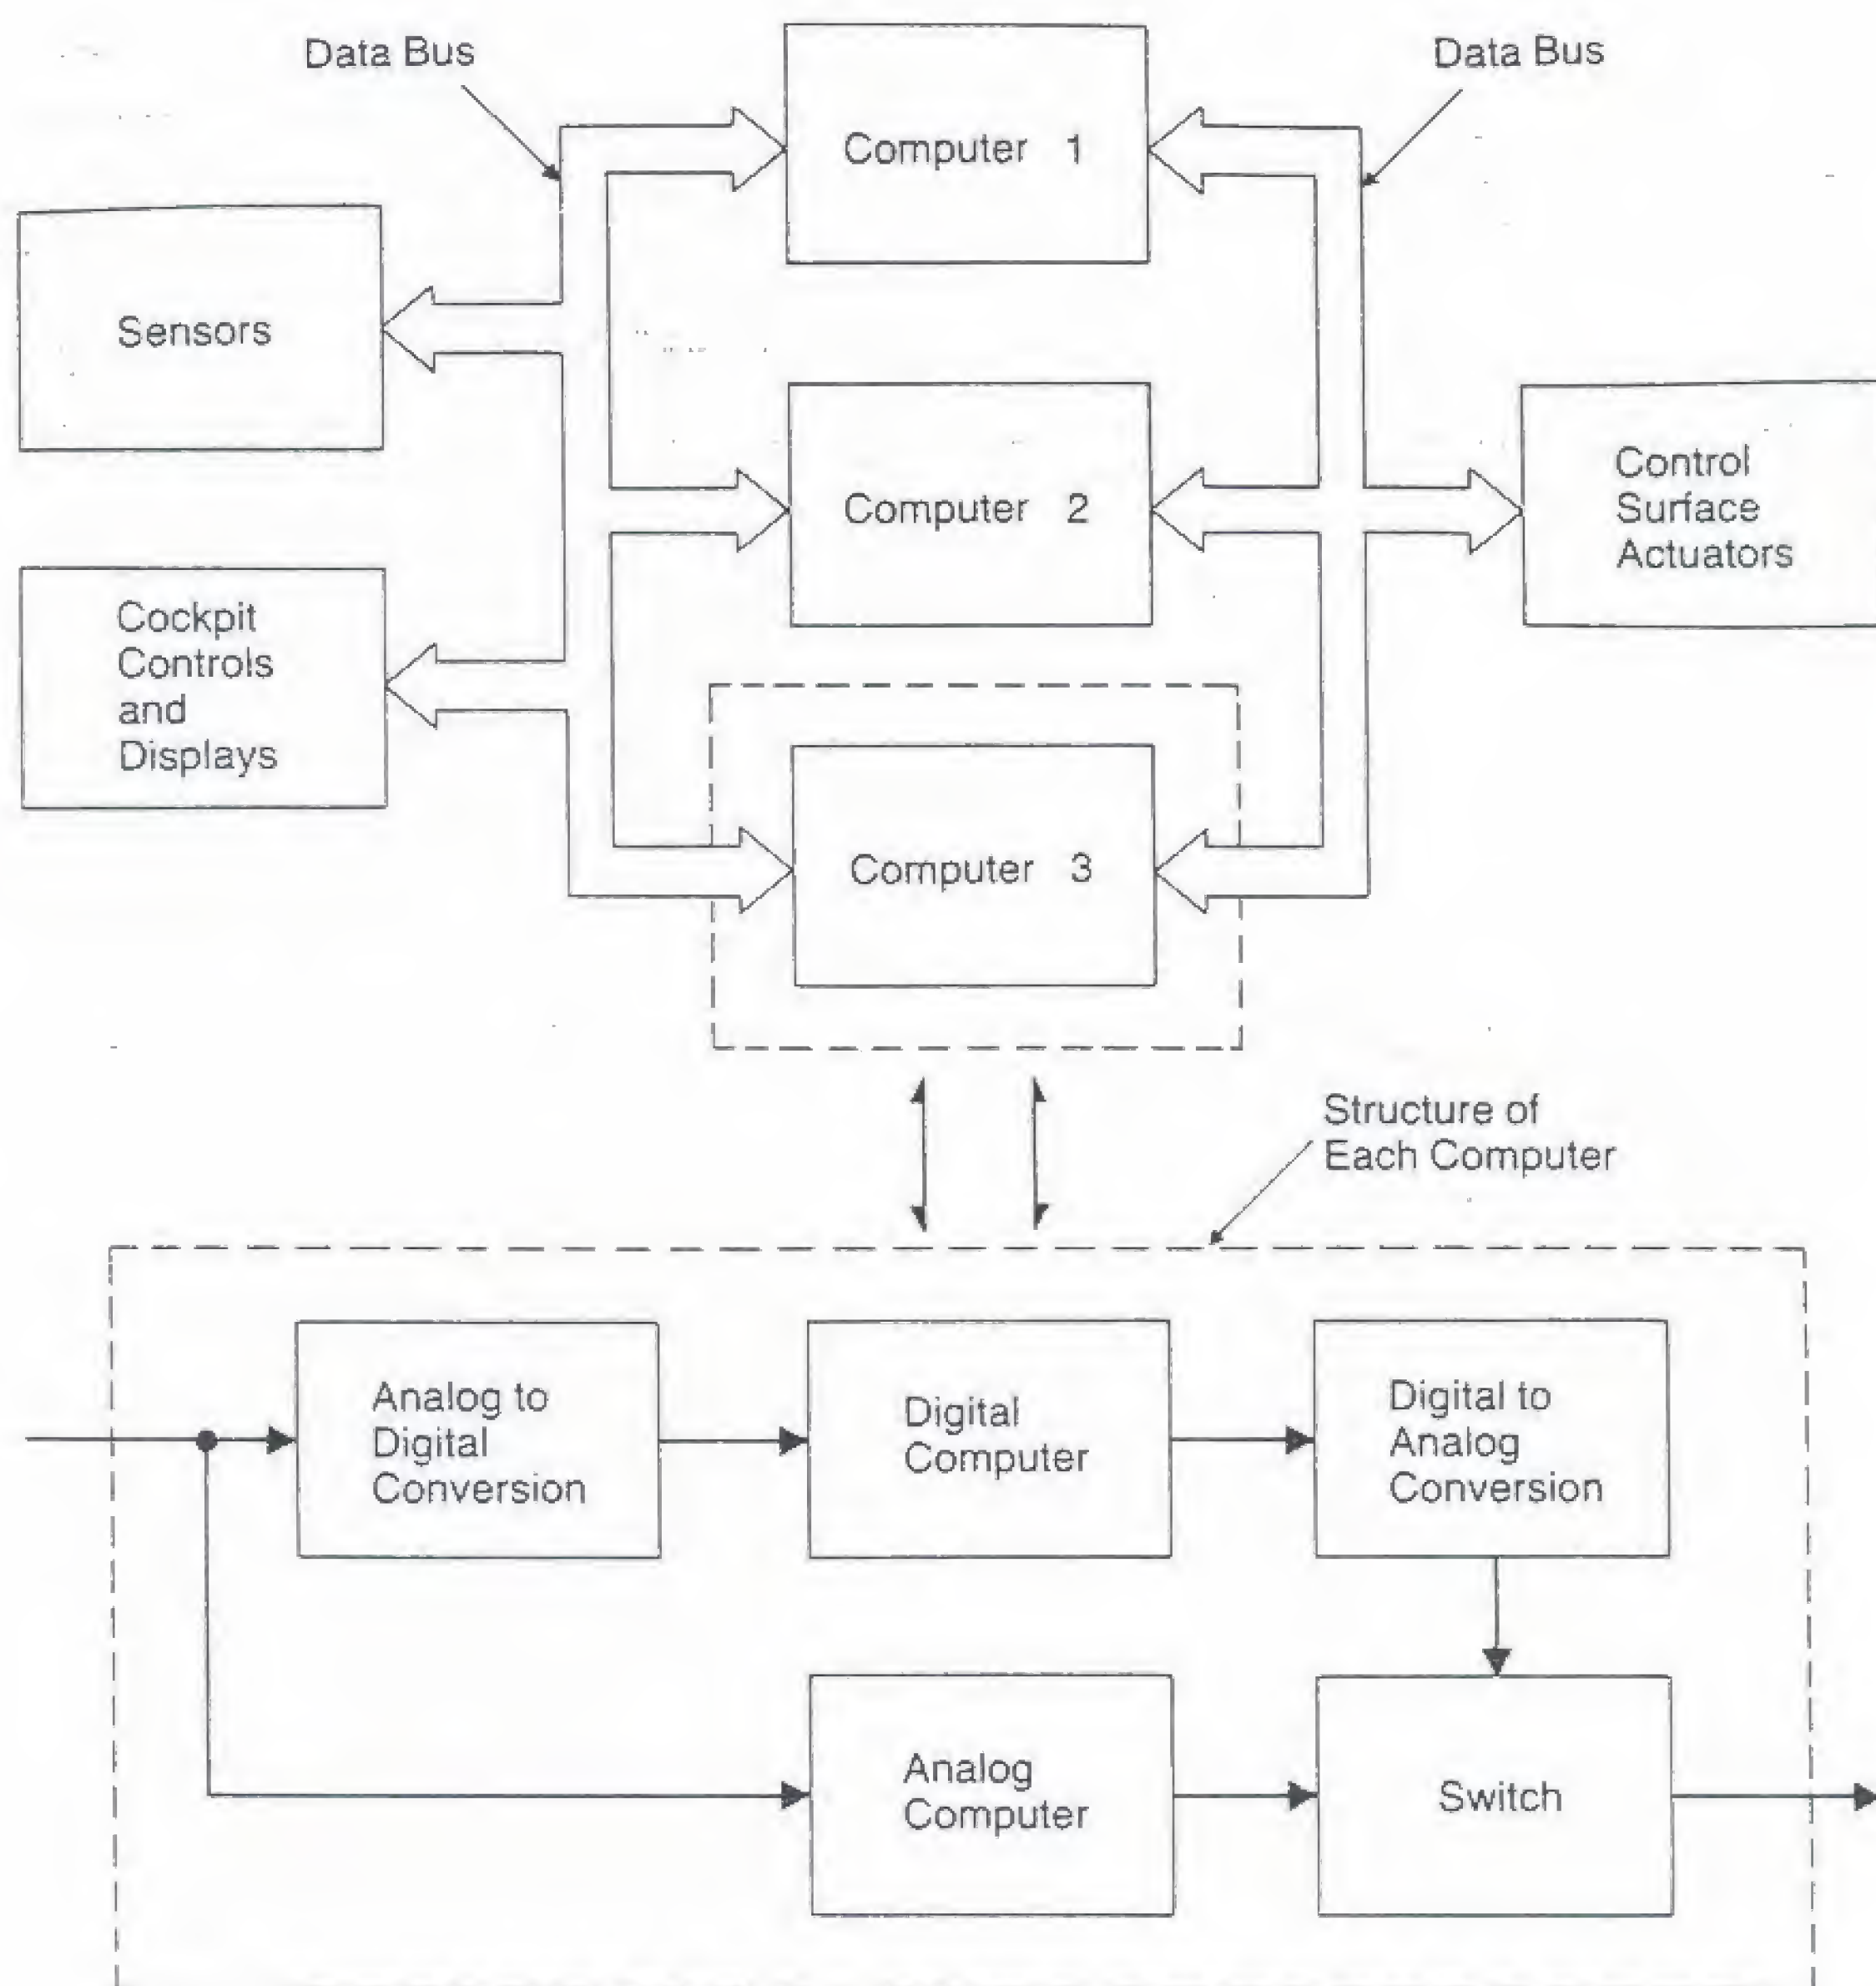 Data Bus
Data Bus
Computer 1
Sensors
Computer 2
Control
Surface
Actuators
Cockpit
Controls
and
Displays
Computer 3
Structure of
Each Computer
Analog to
Digital
Conversion
Digital
Computer
Digital to
Analog
Conversion
Analog
Computer
Switch